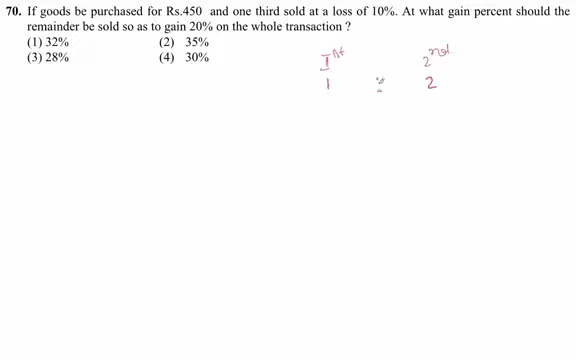 70. If goods be purchased for Rs.450 and one third sold at a loss of 10%. At what gain percent should the
remainder be sold so as to gain 20% on the whole transaction ?
(1) 32% (2) 35%
(3) 28% (4) 30%
Ist 2nd
1 : 2